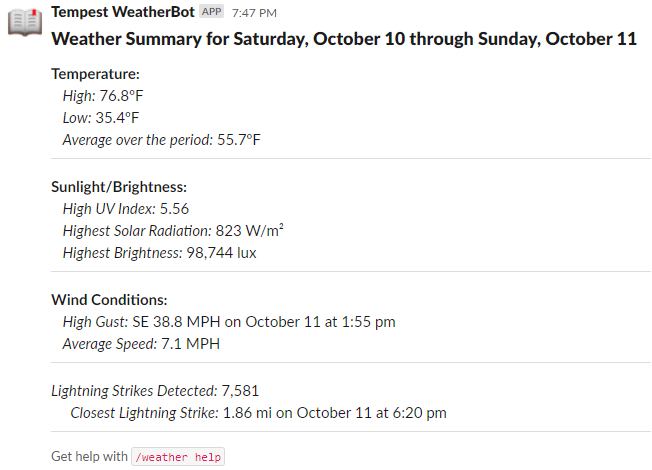 Tempest WeatherBot APP 7:47 PM
Weather Summary for Saturday, October 10 through Sunday, October 11
Temperature:
High: 76.8°F
Low: 35.4°F
Average over the period: 55.7°F
Sunlight/Brightness:
High UV Index: 5.56
Highest Solar Radiation: 823 W/m²
Highest Brightness: 98,744 lux
Wind Conditions:
High Gust: SE 38.8 MPH on October 11 at 1:55 pm
Average Speed: 7.1 MPH
Lightning Strikes Detected: 7,581
Closest Lightning Strike: 1.86 mi on October 11 at 6:20 pm
Get help with /weather help